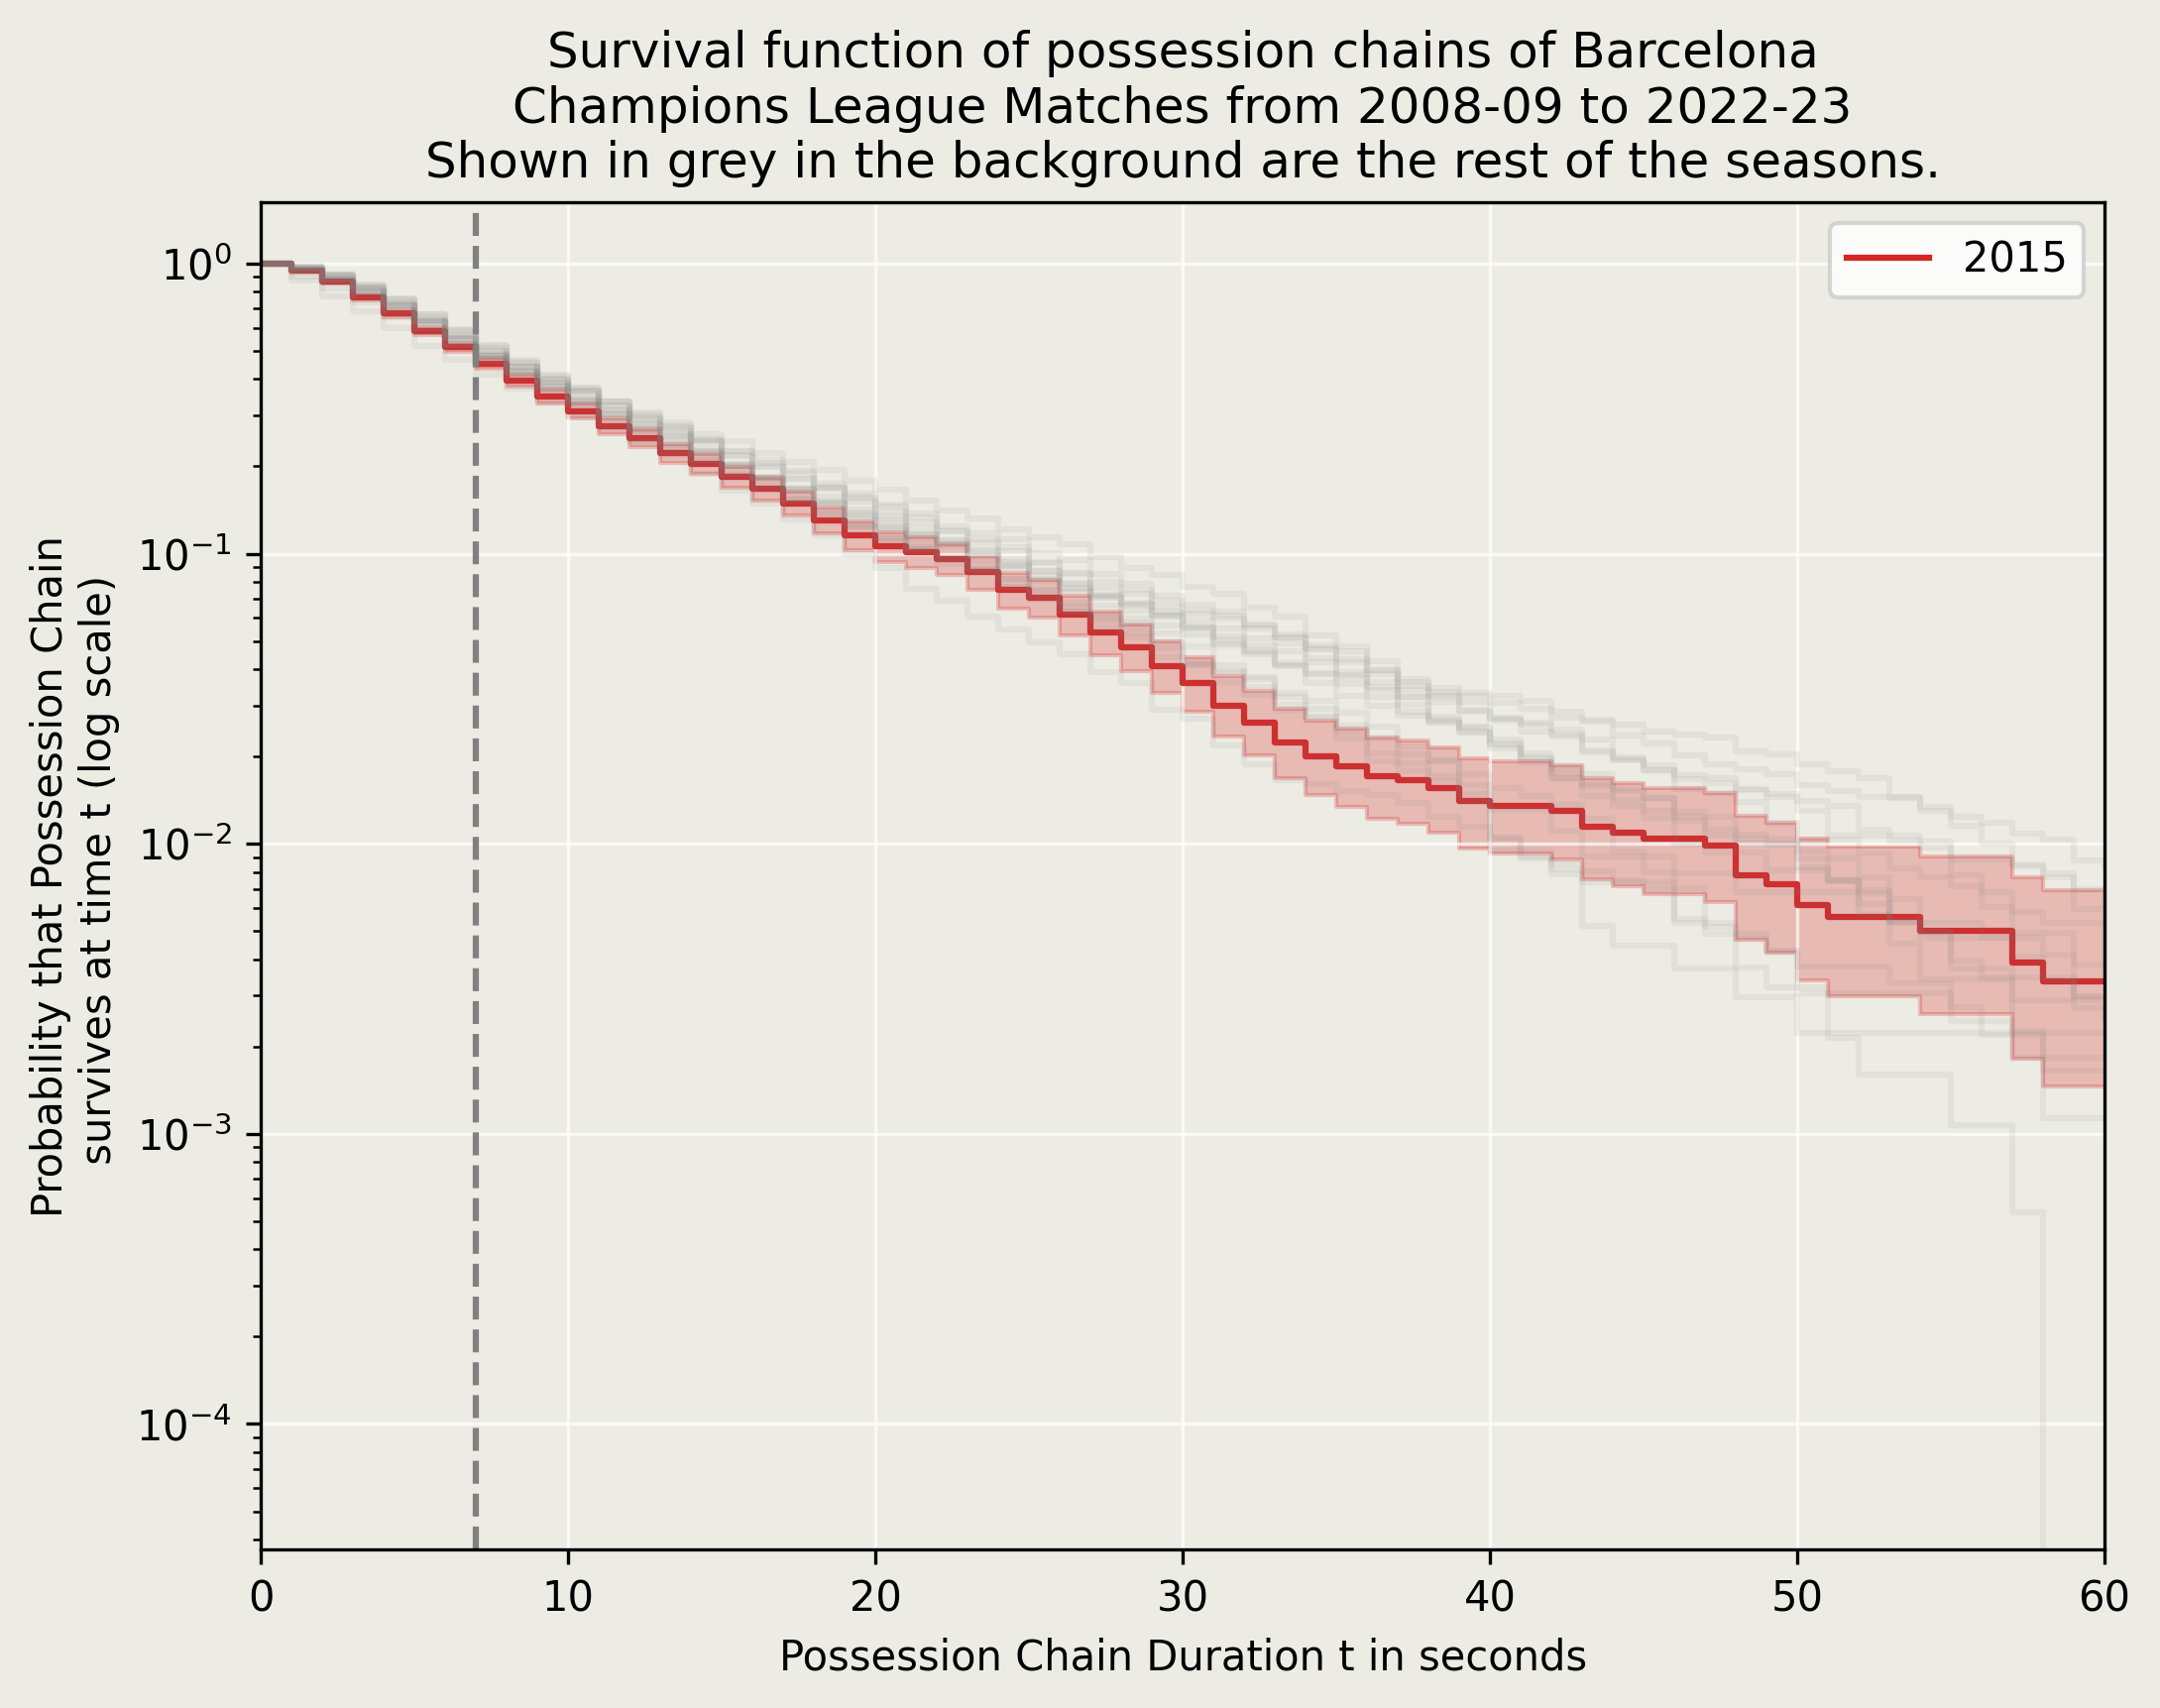 Survival function of possession chains of Barcelona
Champions League Matches from 2008-09 to 2022-23
Shown in grey in the background are the rest of the seasons.
2015
10⁰
10⁻¹
10⁻²
10⁻³
10⁻⁴
Probability that Possession Chain
survives at time t (log scale)
0 10 20 30 40 50 60
Possession Chain Duration t in seconds